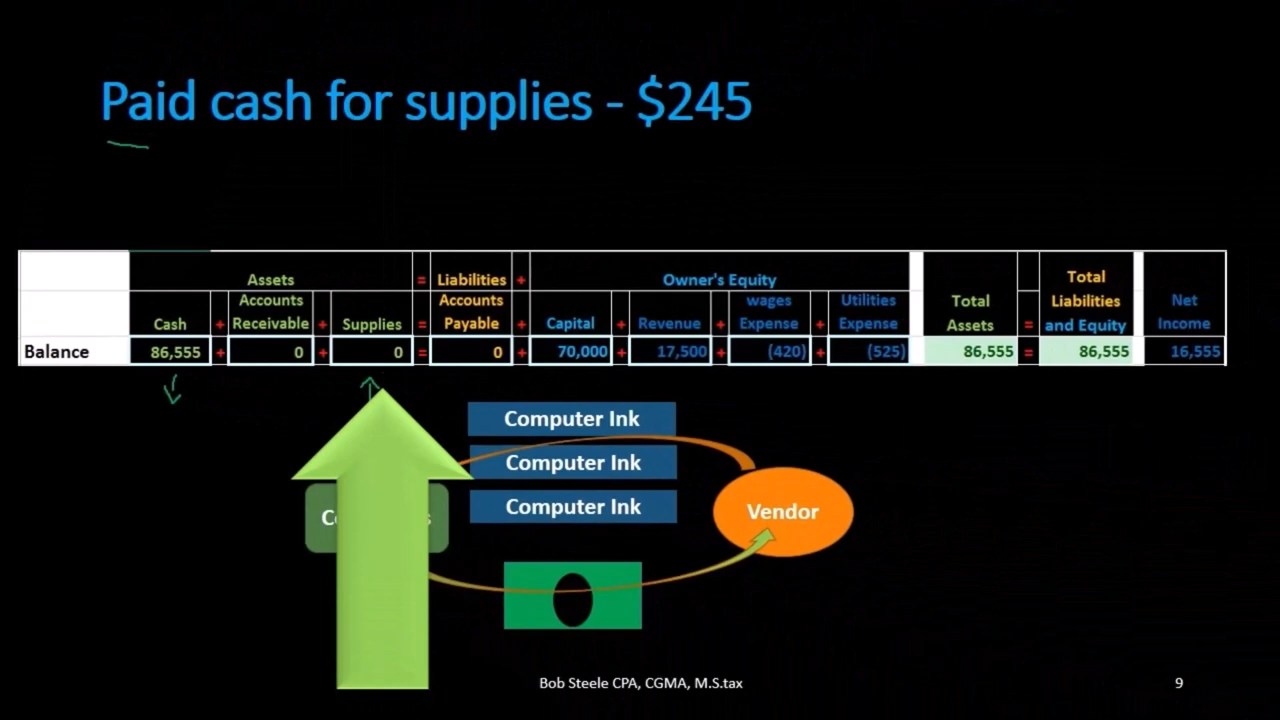 Paid cash for supplies - $245
Assets = Liabilities + Owner's Equity
Cash + Accounts Receivable + Supplies = Accounts Payable + Capital + Revenue + wages Expense + Utilities Expense Total Assets = Total Liabilities and Equity Net Income
Balance 86,555 + 0 + 0 = 0 + 70,000 + 17,500 + (420) + (525) 86,555 = 86,555 16,555
Computer Ink
Computer Ink
Computer Ink
Vendor
Bob Steele CPA, CGMA, M.S.tax
9